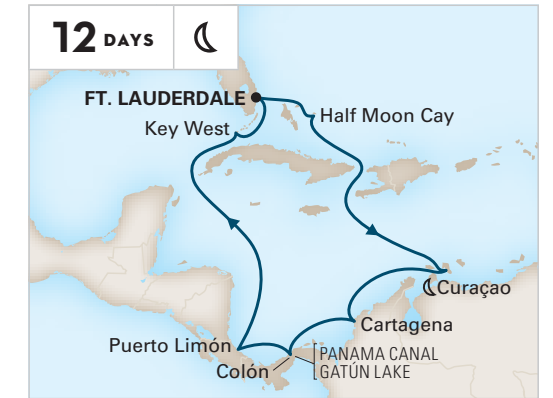 12 DAYS
FT. LAUDERDALE
Key West
Half Moon Cay
Curaçao
Cartagena
Puerto Limón
Colón
PANAMA CANAL
GATÚN LAKE